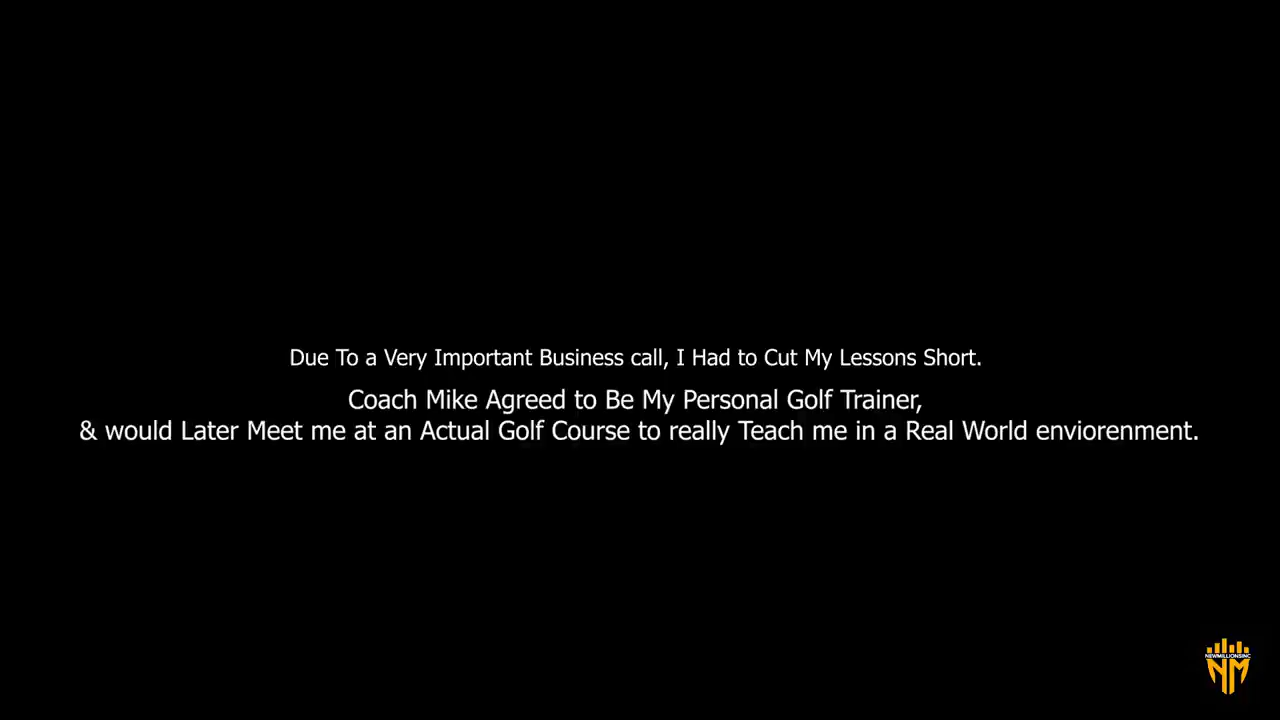 Due To a Very Important Business call, I Had to Cut My Lessons Short.
Coach Mike Agreed to Be My Personal Golf Trainer,
& would Later Meet me at an Actual Golf Course to really Teach me in a Real World enviorenment.
NEWMILLIONSINC
NM